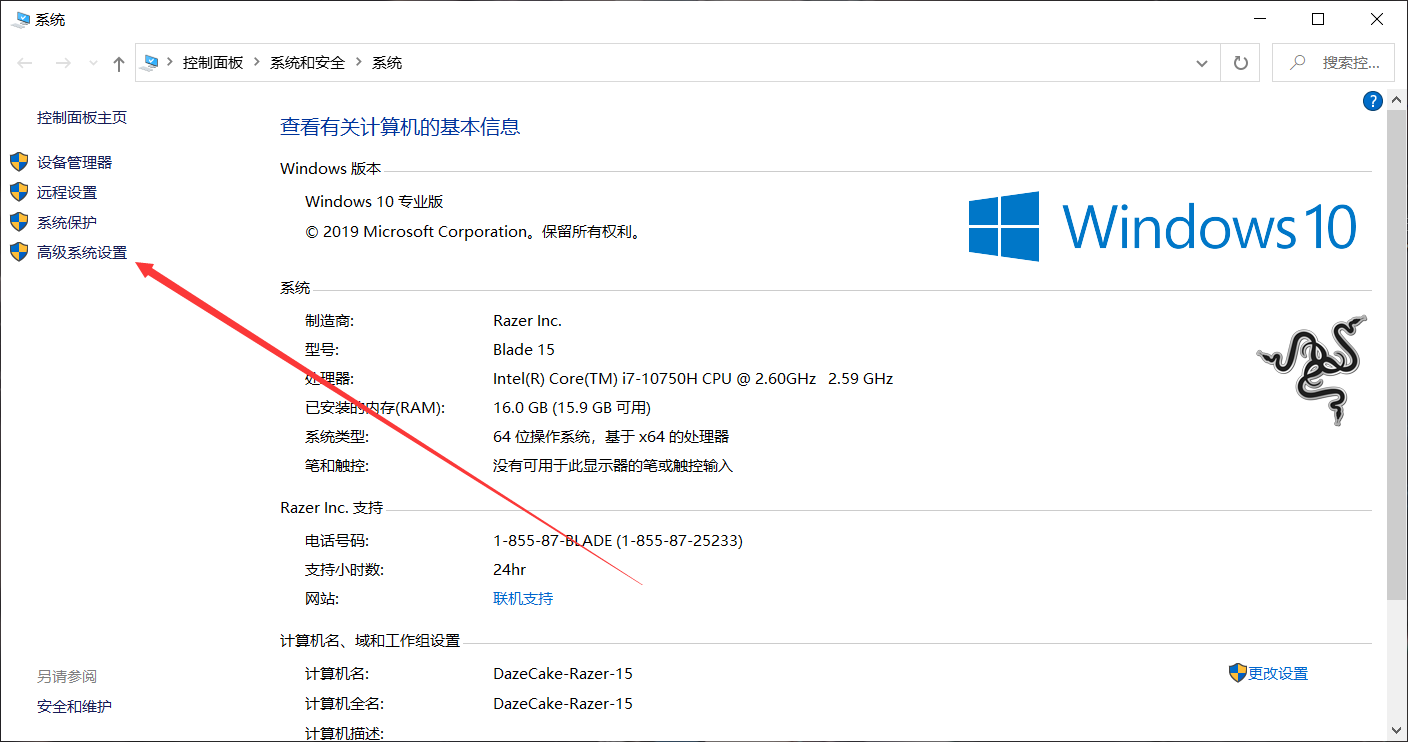 系统
控制面板 > 系统和安全 > 系统
搜索控...
控制面板主页
设备管理器
远程设置
系统保护
高级系统设置
?
查看有关计算机的基本信息
Windows 版本
Windows 10 专业版
© 2019 Microsoft Corporation。保留所有权利。
Windows 10
系统
制造商: Razer Inc.
型号: Blade 15
处理器: Intel(R) Core(TM) i7-10750H CPU @ 2.60GHz 2.59 GHz
已安装的内存(RAM): 16.0 GB (15.9 GB 可用)
系统类型: 64 位操作系统，基于 x64 的处理器
笔和触控: 没有可用于此显示器的笔或触控输入
Razer Inc. 支持
电话号码: 1-855-87-BLADE (1-855-87-25233)
支持小时数: 24hr
网站: 联机支持
计算机名、域和工作组设置
计算机名: DazeCake-Razer-15
更改设置
计算机全名: DazeCake-Razer-15
计算机描述:
另请参阅
安全和维护